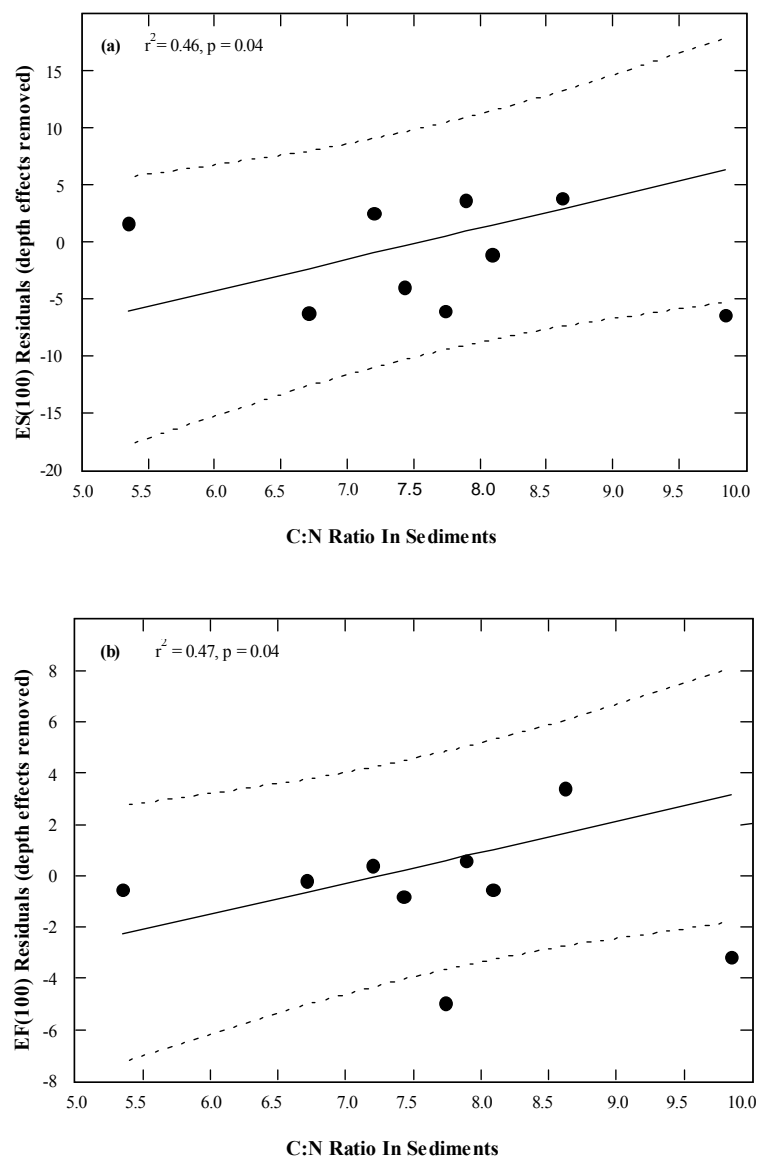 (a) r2 = 0.46, p = 0.04
ES(100) Residuals (depth effects removed)
15
10
5
0
-5
-10
-15
-20
5.0 5.5 6.0 6.5 7.0 7.5 8.0 8.5 9.0 9.5 10.0
C:N Ratio In Sediments
(b) r2 = 0.47, p = 0.04
EF(100) Residuals (depth effects removed)
8
6
4
2
0
-2
-4
-6
-8
5.0 5.5 6.0 6.5 7.0 7.5 8.0 8.5 9.0 9.5 10.0
C:N Ratio In Sediments